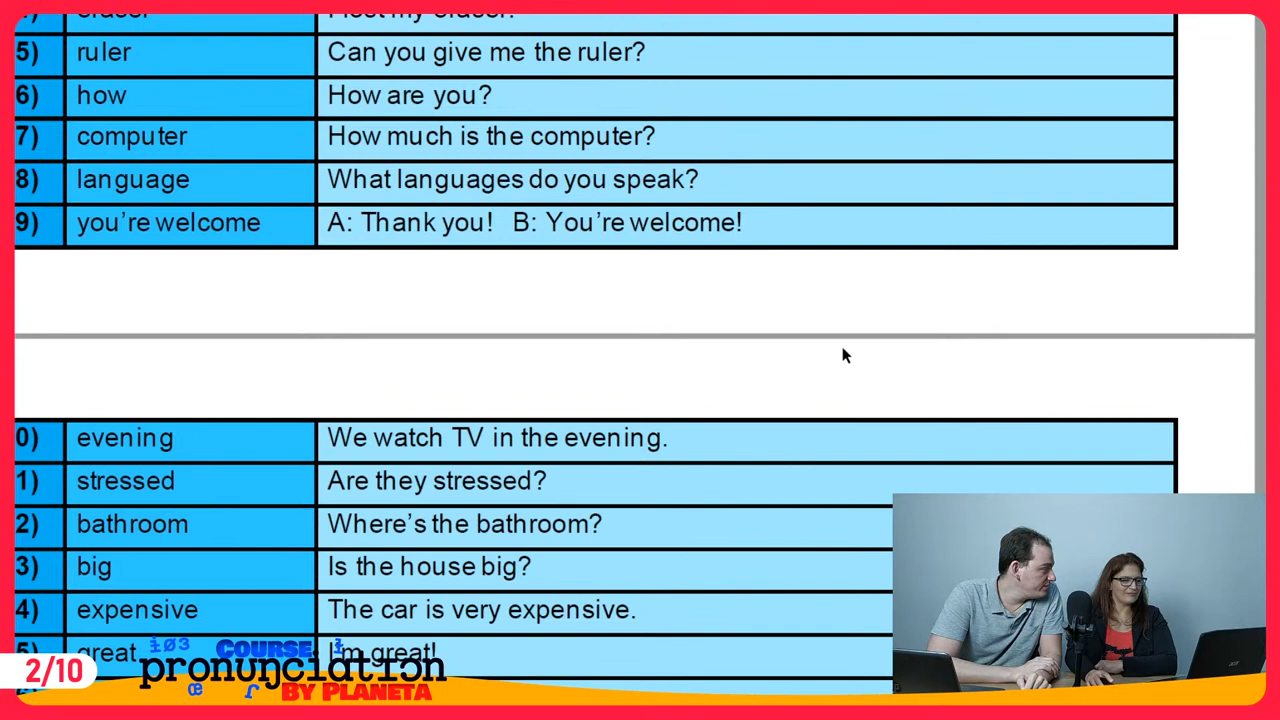 5) ruler Can you give me the ruler?
6) how How are you?
7) computer How much is the computer?
8) language What languages do you speak?
9) you're welcome A: Thank you! B: You're welcome!
0) evening We watch TV in the evening.
1) stressed Are they stressed?
2) bathroom Where's the bathroom?
3) big Is the house big?
4) expensive The car is very expensive.
5) great I'm great!
2/10
Course
pronunciation
By Planeta